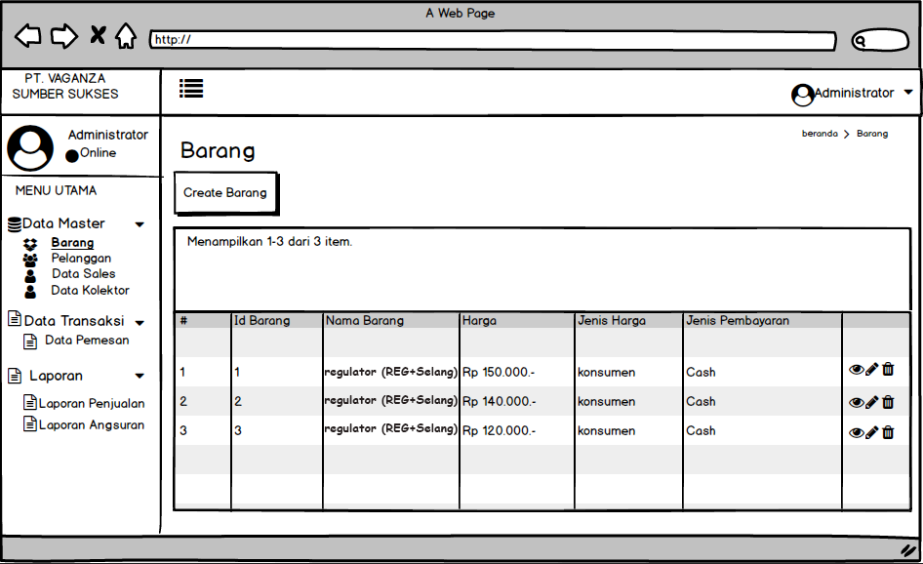 A Web Page
http://
PT. VAGANZA
SUMBER SUKSES
Administrator
Administrator
Online
MENU UTAMA
Data Master
Barang
Pelanggan
Data Sales
Data Kolektor
Data Transaksi
Data Pemesan
Laporan
Laporan Penjualan
Laporan Angsuran
beranda > Barang
Barang
Create Barang
Menampilkan 1-3 dari 3 item.
# Id Barang Nama Barang Harga Jenis Harga Jenis Pembayaran
1 1 regulator (REG+Selang) Rp 150.000.- konsumen Cash
2 2 regulator (REG+Selang) Rp 140.000.- konsumen Cash
3 3 regulator (REG+Selang) Rp 120.000.- konsumen Cash